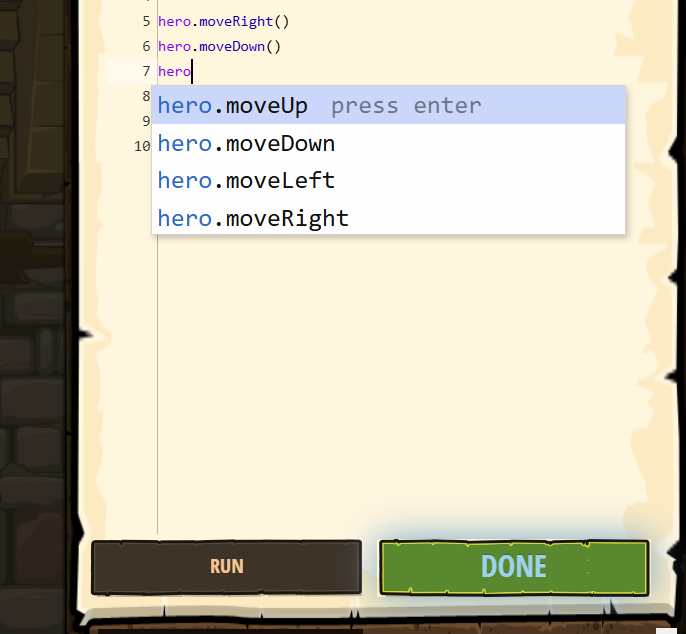 5 hero.moveRight()
6 hero.moveDown()
7 hero
8
hero.moveUp press enter
9
hero.moveDown
10
hero.moveLeft
hero.moveRight
RUN
DONE